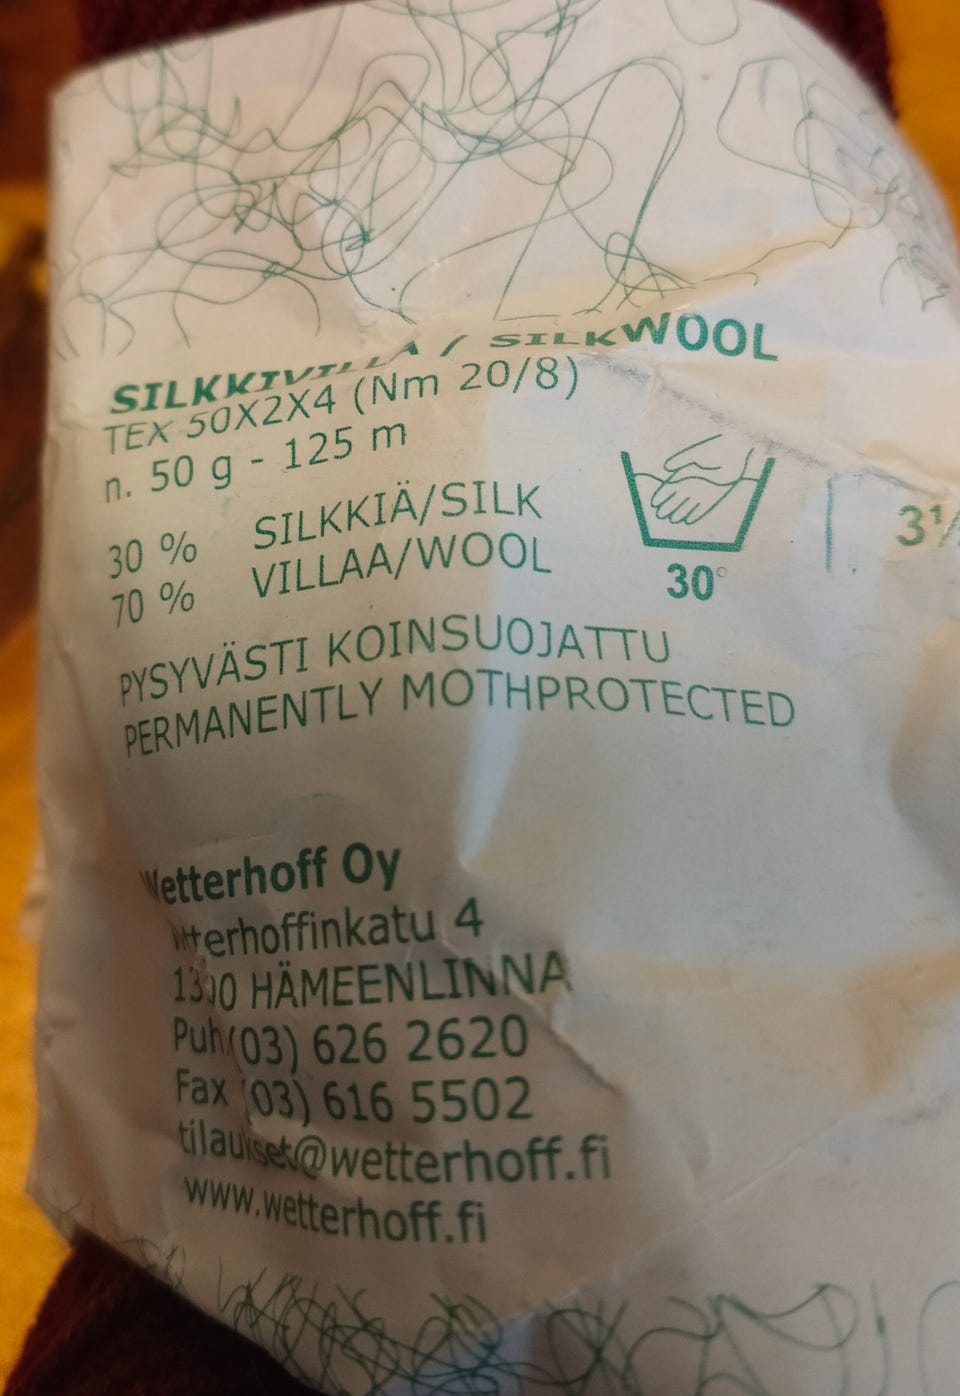 SILKKIVILLA / SILKWOOL
TEX 50X2X4 (Nm 20/8)
n. 50 g - 125 m
30 % SILKKIÄ/SILK
70 % VILLAA/WOOL
30°
PYSYVÄSTI KOINSUOJATTU
PERMANENTLY MOTHPROTECTED
Wetterhoff Oy
4
HÄMEENLINNA
Puh (03) 626 2620
Fax (03) 616 5502
tilaukset@wetterhoff.fi
www.wetterhoff.fi